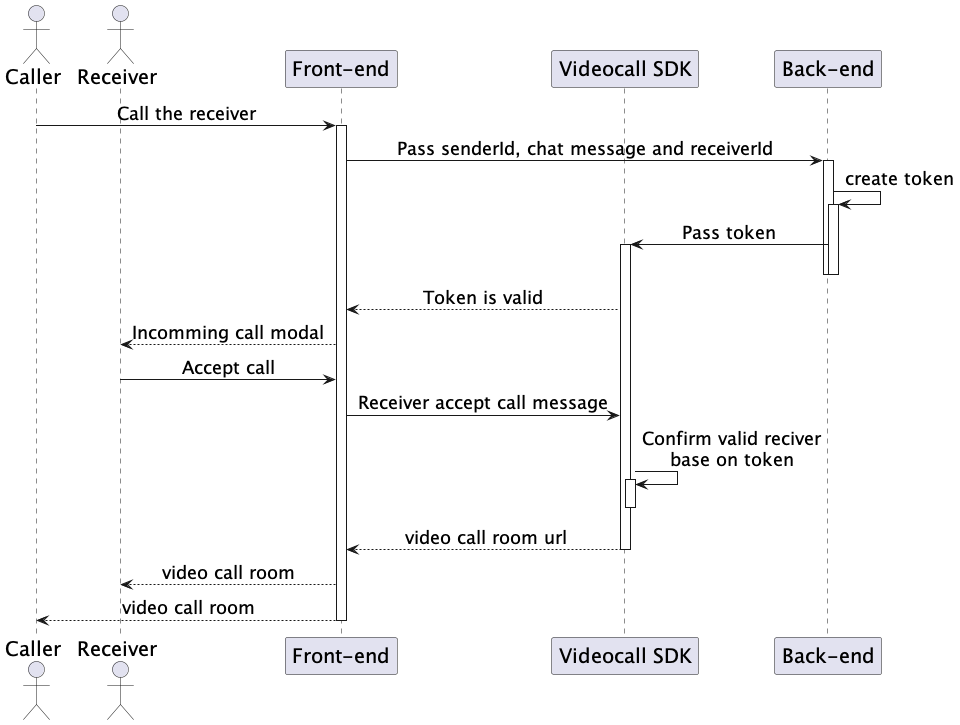 Caller
Receiver
Front-end
Videocall SDK
Back-end
Call the receiver
Pass senderId, chat message and receiverId
create token
Pass token
Token is valid
Incomming call modal
Accept call
Receiver accept call message
Confirm valid reciver
base on token
video call room url
video call room
video call room
Caller
Receiver
Front-end
Videocall SDK
Back-end